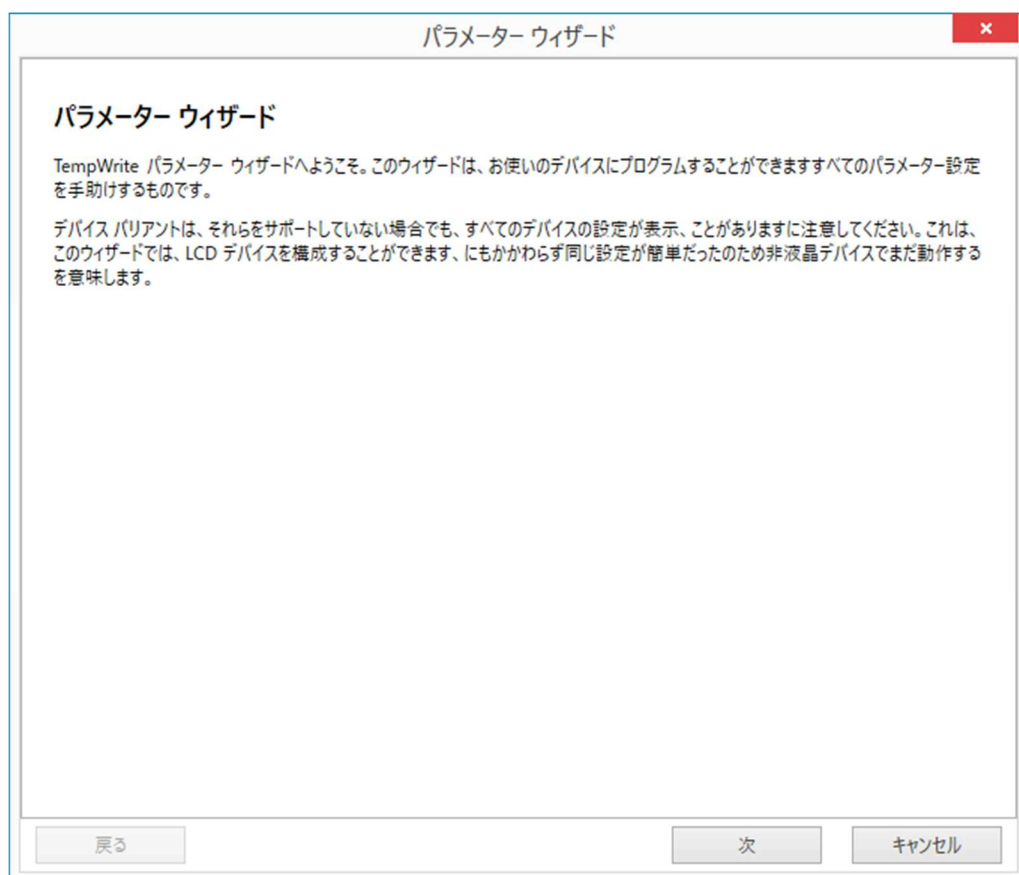 パラメーター ウィザード
×
パラメーター ウィザード
TempWrite パラメーター ウィザードへようこそ。このウィザードは、お使いのデバイスにプログラムすることができますすべてのパラメーター設定
を手助けするものです。
デバイス バリアントは、それらをサポートしていない場合でも、すべてのデバイスの設定が表示、ことがありますに注意してください。これは、
このウィザードでは、LCD デバイスを構成することができます、にもかかわらず同じ設定が簡単だったのため非液晶デバイスでまだ動作する
を意味します。
戻る
次
キャンセル